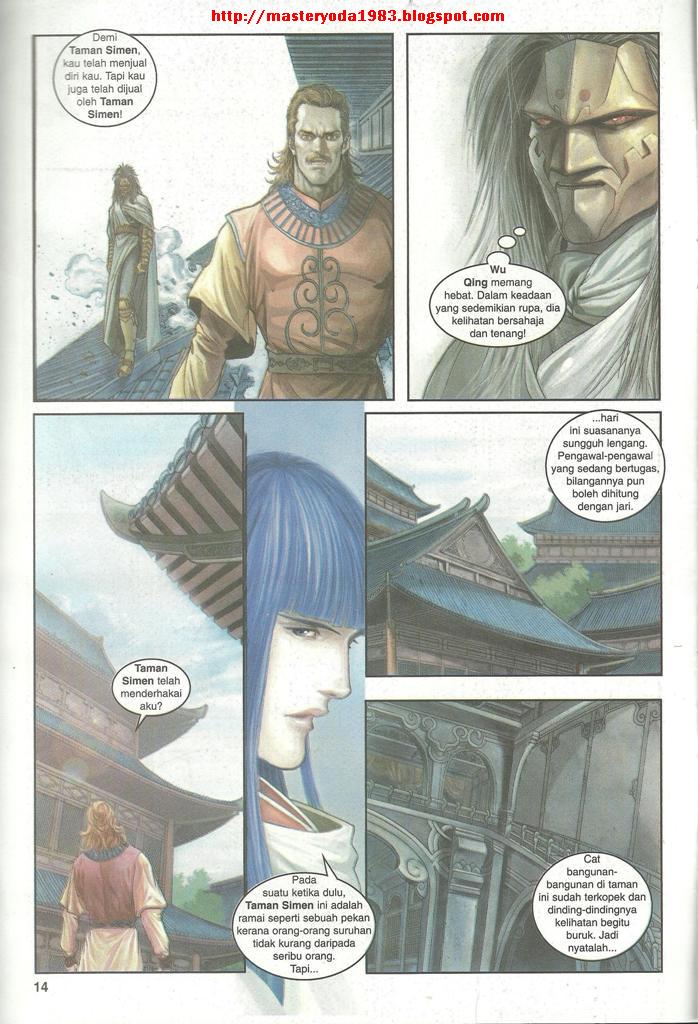 http://masteryoda1983.blogspot.com
Demi
Taman Simen,
kau telah menjual
diri kau. Tapi kau
juga telah dijual
oleh Taman
Simen!
Wu
Qing memang
hebat. Dalam keadaan
yang sedemikian rupa, dia
kelihatan bersahaja
dan tenang!
Taman
Simen telah
menderhakai
aku?
Pada
suatu ketika dulu,
Taman Simen ini adalah
ramai seperti sebuah pekan
kerana orang-orang suruhan
tidak kurang daripada
seribu orang.
Tapi...
...hari
ini suasananya
sungguh lengang.
Pengawal-pengawal
yang sedang bertugas,
bilangannya pun
boleh dihitung
dengan jari.
Cat
bangunan-
bangunan di taman
ini sudah terkopek dan
dinding-dindingnya
kelihatan begitu
buruk. Jadi
nyatalah...
14